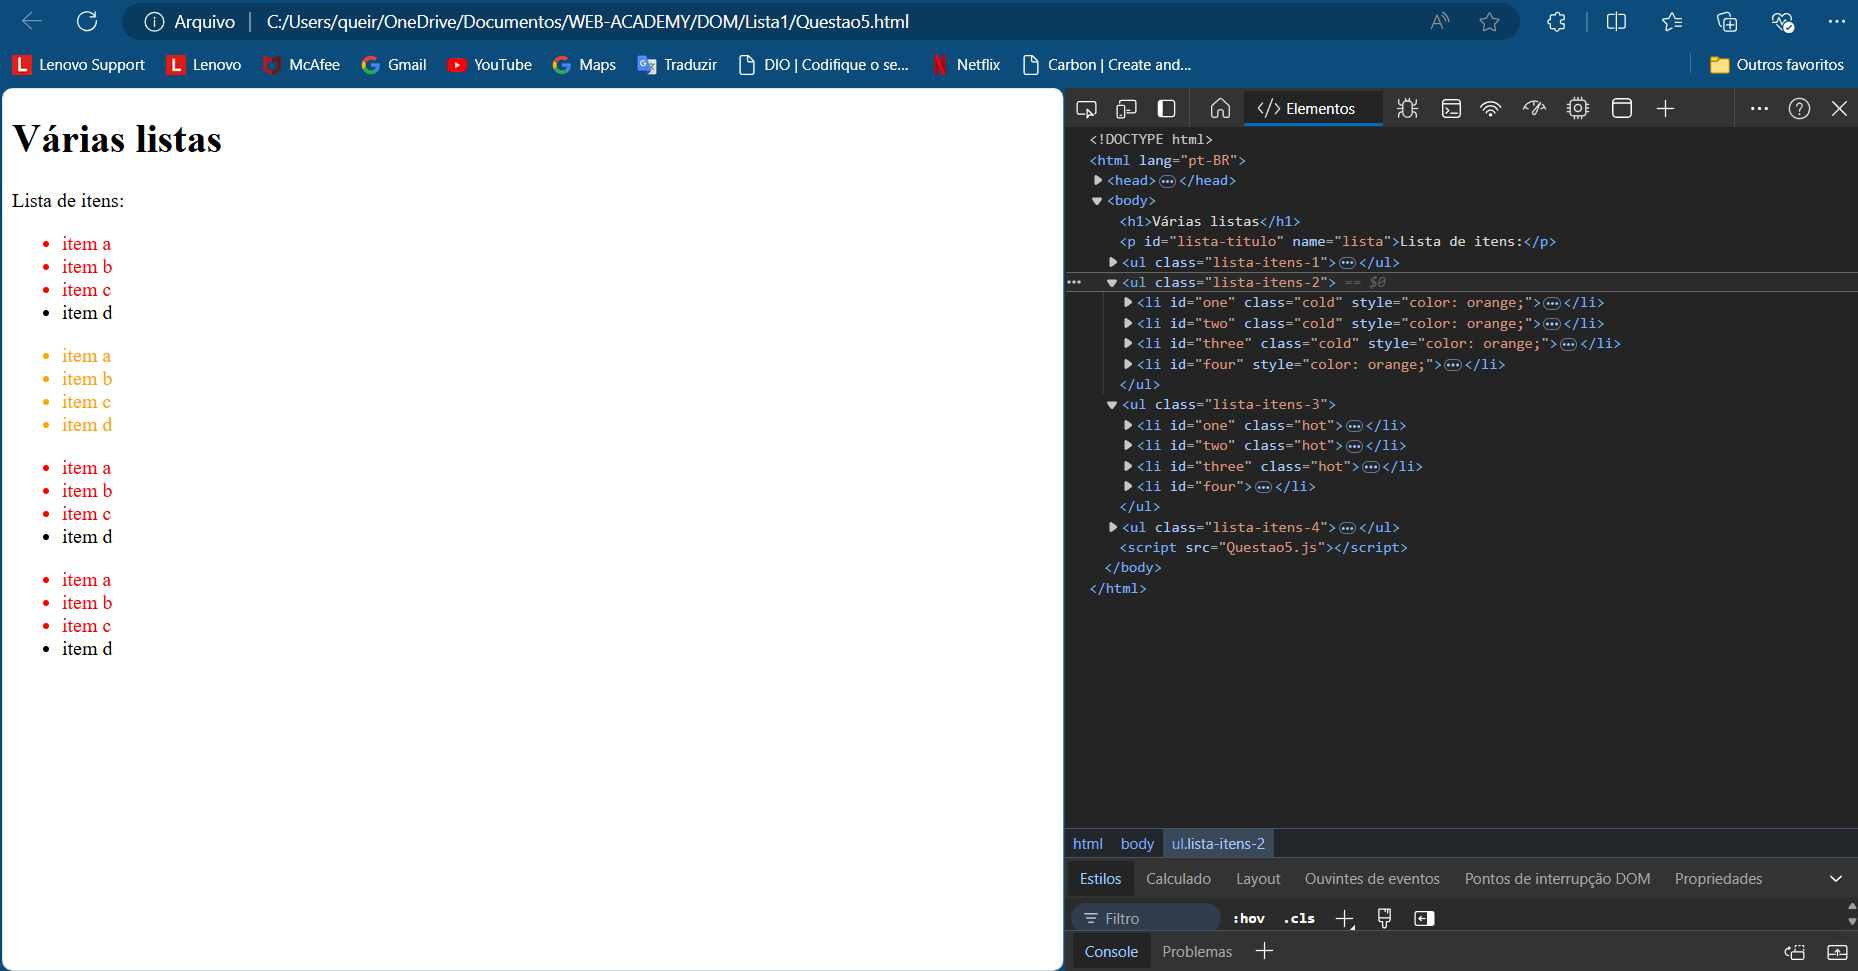 Arquivo | C:/Users/queir/OneDrive/Documentos/WEB-ACADEMY/DOM/Lista1/Questao5.html
Lenovo Support Lenovo McAfee Gmail YouTube Maps Traduzir DIO | Codifique o se... Netflix Carbon | Create and... Outros favoritos
Várias listas
Lista de itens:
item a
item b
item c
item d
item a
item b
item c
item d
item a
item b
item c
item d
item a
item b
item c
item d
</> Elementos
<!DOCTYPE html>
<html lang="pt-BR">
<head>…</head>
<body>
<h1>Várias listas</h1>
<p id="lista-titulo" name="lista">Lista de itens:</p>
<ul class="lista-itens-1">…</ul>
<ul class="lista-itens-2"> == $0
<li id="one" class="cold" style="color: orange;">…</li>
<li id="two" class="cold" style="color: orange;">…</li>
<li id="three" class="cold" style="color: orange;">…</li>
<li id="four" style="color: orange;">…</li>
</ul>
<ul class="lista-itens-3">
<li id="one" class="hot">…</li>
<li id="two" class="hot">…</li>
<li id="three" class="hot">…</li>
<li id="four">…</li>
</ul>
<ul class="lista-itens-4">…</ul>
<script src="Questao5.js"></script>
</body>
</html>
html body ul.lista-itens-2
Estilos Calculado Layout Ouvintes de eventos Pontos de interrupção DOM Propriedades
Filtro :hov .cls
Console Problemas